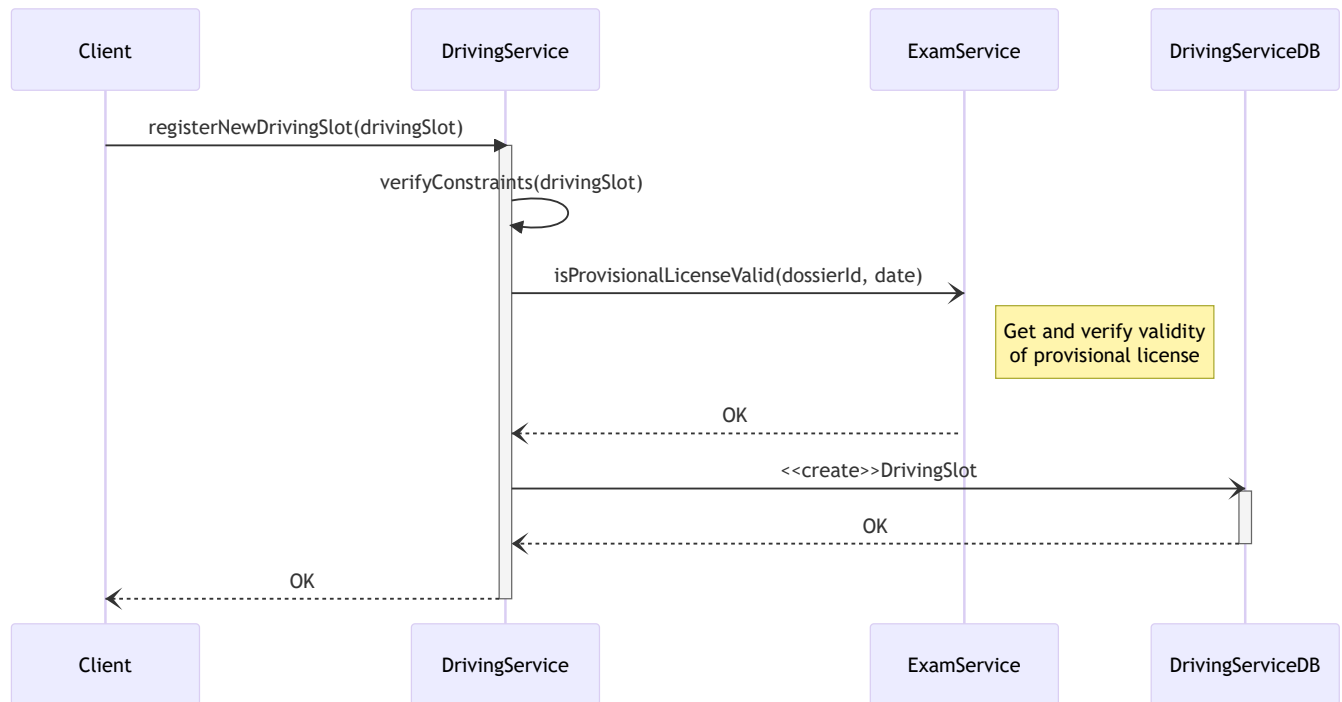 Client
DrivingService
ExamService
DrivingServiceDB
registerNewDrivingSlot(drivingSlot)
verifyConstraints(drivingSlot)
isProvisionalLicenseValid(dossierId, date)
Get and verify validity
of provisional license
OK
<<create>>DrivingSlot
OK
OK
Client
DrivingService
ExamService
DrivingServiceDB